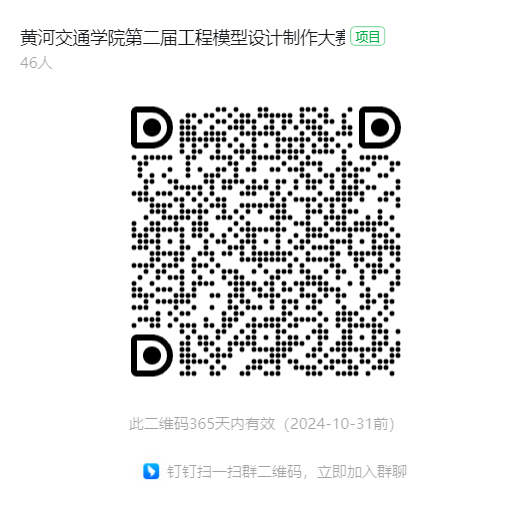 黄河交通学院第二届工程模型设计制作大赛 项目
46人
此二维码365天内有效（2024-10-31前）
钉钉扫一扫群二维码，立即加入群聊